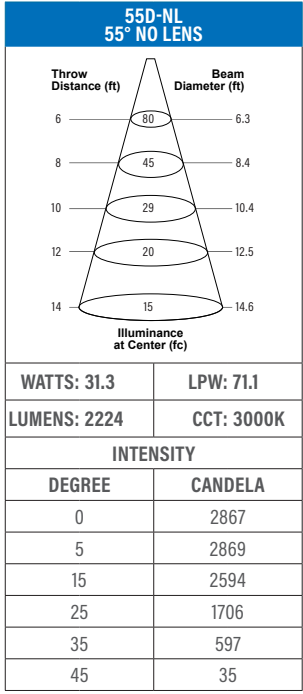 55D-NL
55° NO LENS
Throw Distance (ft)
Beam Diameter (ft)
6 80 6.3
8 45 8.4
10 29 10.4
12 20 12.5
14 15 14.6
Illuminance
at Center (fc)
WATTS: 31.3 LPW: 71.1
LUMENS: 2224 CCT: 3000K
INTENSITY
DEGREE CANDELA
0 2867
5 2869
15 2594
25 1706
35 597
45 35